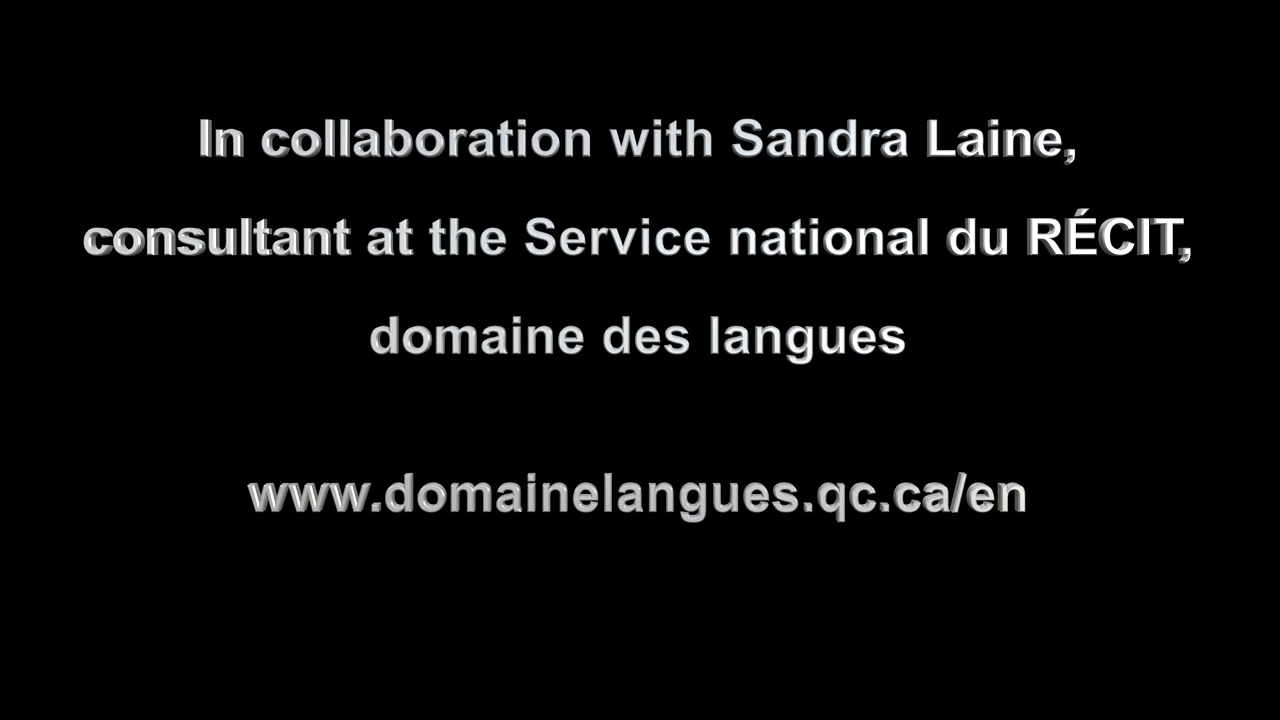 In collaboration with Sandra Laine,
consultant at the Service national du RÉCIT,
domaine des langues
www.domainelangues.qc.ca/en